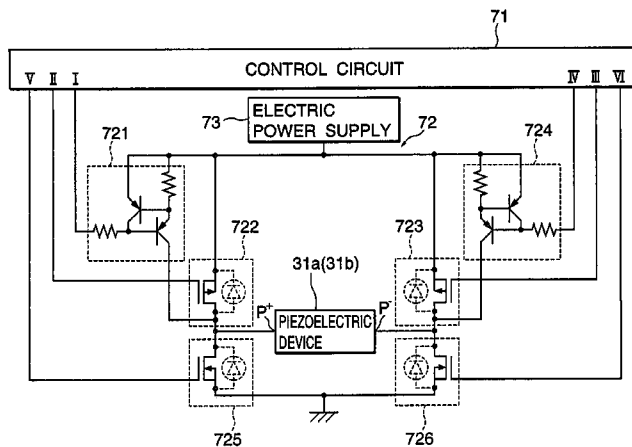 71
V II I
CONTROL CIRCUIT
IV III VI
73
ELECTRIC
POWER SUPPLY
72
721
724
722
723
31a(31b)
P+
PIEZOELECTRIC
DEVICE
P-
725
726